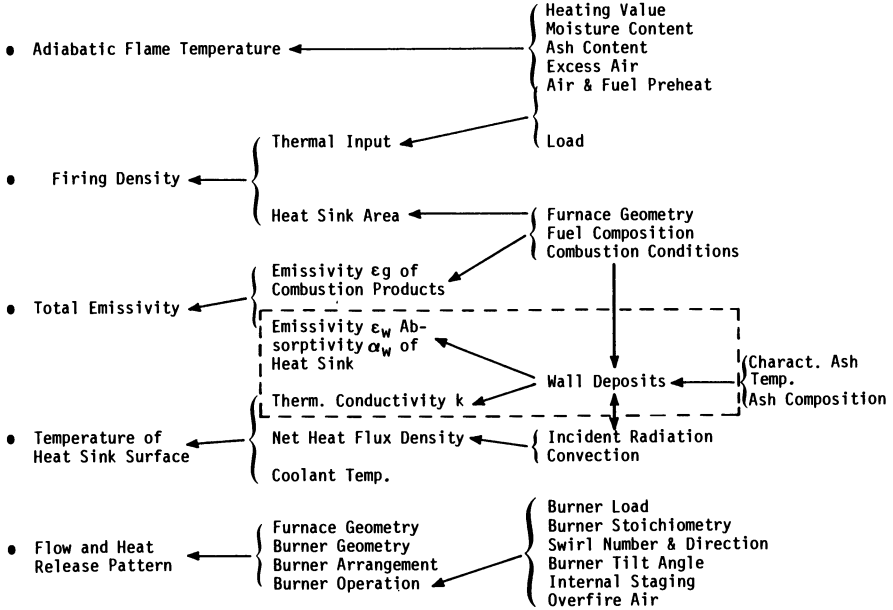 Heating Value
Moisture Content
• Adiabatic Flame Temperature
Ash Content
Excess Air
Air & Fuel Preheat
Thermal Input
Load
• Firing Density
Heat Sink Area
Furnace Geometry
Fuel Composition
Combustion Conditions
Emissivity εg of
Combustion Products
• Total Emissivity
Emissivity εw Ab-
sorptivity αw of
Heat Sink
Wall Deposits
Charact. Ash
Temp.
Ash Composition
Therm. Conductivity k
• Temperature of
Heat Sink Surface
Net Heat Flux Density
Incident Radiation
Convection
Coolant Temp.
• Flow and Heat
Release Pattern
Furnace Geometry
Burner Geometry
Burner Arrangement
Burner Operation
Burner Load
Burner Stoichiometry
Swirl Number & Direction
Burner Tilt Angle
Internal Staging
Overfire Air